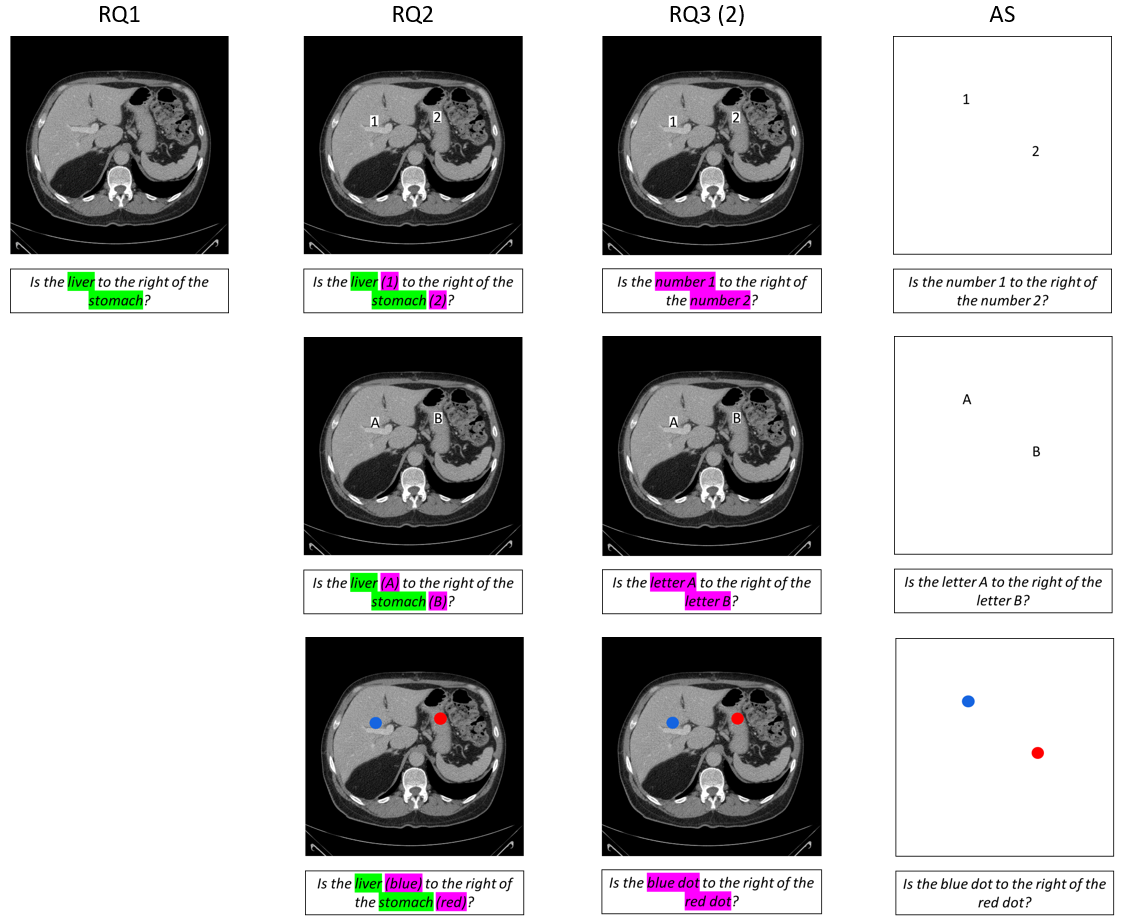 RQ1
RQ2
RQ3 (2)
AS
1
2
1
2
1
2
Is the liver to the right of the
stomach?
Is the liver (1) to the right of the
stomach (2)?
Is the number 1 to the right of
the number 2?
Is the number 1 to the right of
the number 2?
A
B
A
B
A
B
Is the liver (A) to the right of the
stomach (B)?
Is the letter A to the right of the
letter B?
Is the letter A to the right of the
letter B?
Is the liver (blue) to the right of
the stomach (red)?
Is the blue dot to the right of the
red dot?
Is the blue dot to the right of the
red dot?